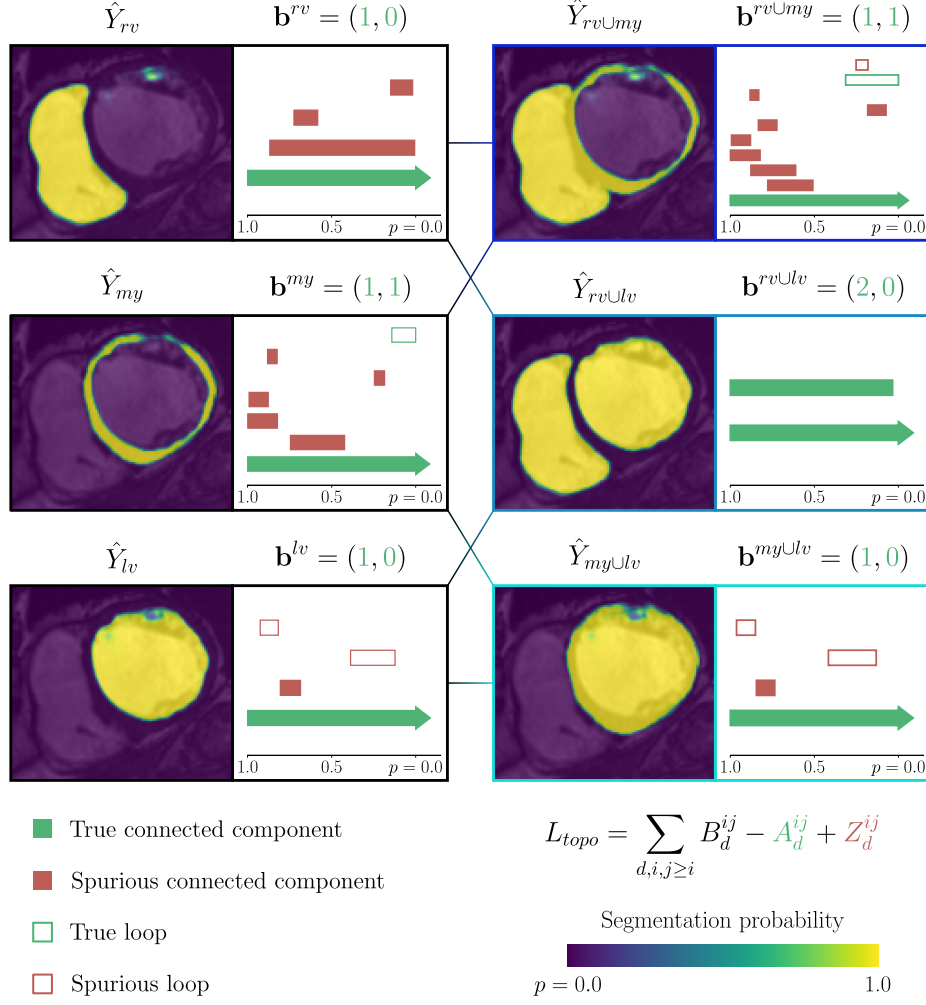 Ŷ_rv b^rv = (1, 0) Ŷ_rv∪my b^rv∪my = (1, 1)
1.0 0.5 p = 0.0 1.0 0.5 p = 0.0
Ŷ_my b^my = (1, 1) Ŷ_rv∪lv b^rv∪lv = (2, 0)
1.0 0.5 p = 0.0 1.0 0.5 p = 0.0
Ŷ_lv b^lv = (1, 0) Ŷ_my∪lv b^my∪lv = (1, 0)
1.0 0.5 p = 0.0 1.0 0.5 p = 0.0
True connected component
Spurious connected component
True loop
Spurious loop
L_topo = ∑_{d,i,j≥i} B_d^{ij} − A_d^{ij} + Z_d^{ij}
Segmentation probability
p = 0.0 1.0